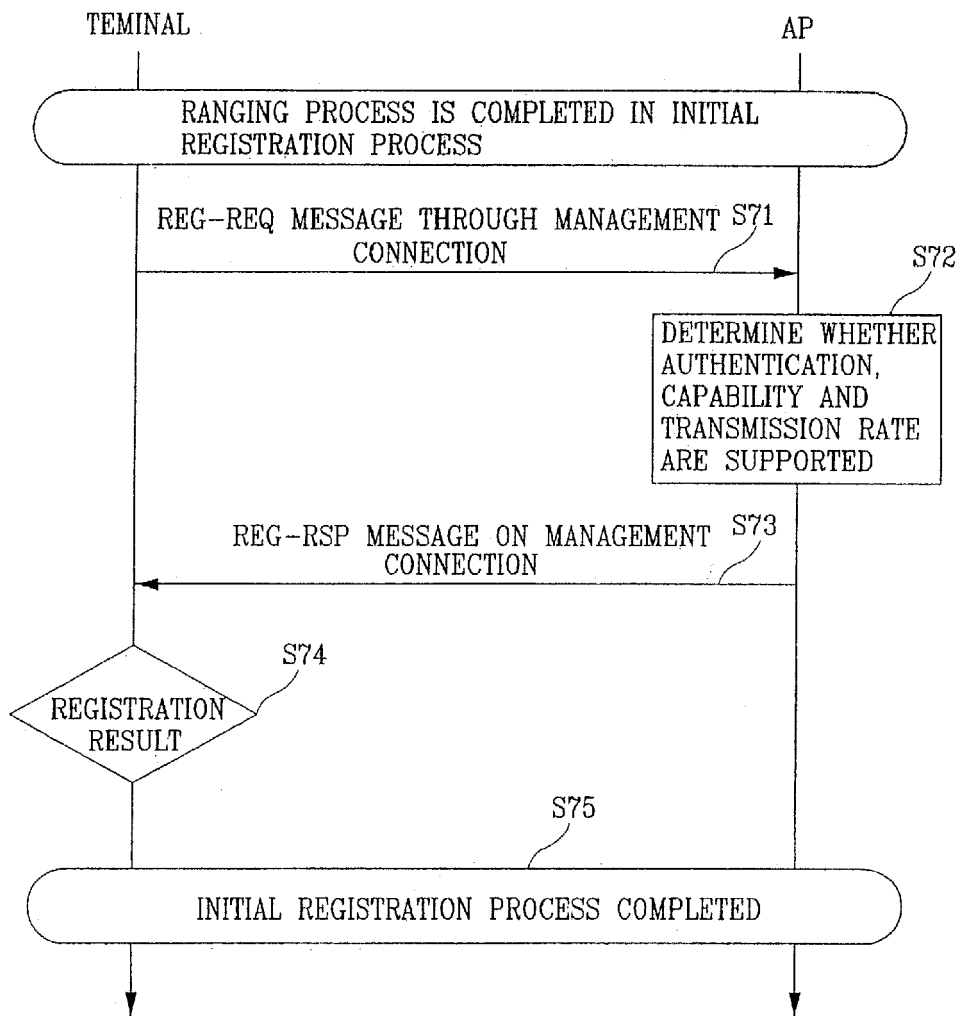 TEMINAL
AP
RANGING PROCESS IS COMPLETED IN INITIAL
REGISTRATION PROCESS
REG-REQ MESSAGE THROUGH MANAGEMENT
CONNECTION
S71
S72
DETERMINE WHETHER
AUTHENTICATION,
CAPABILITY AND
TRANSMISSION RATE
ARE SUPPORTED
REG-RSP MESSAGE ON MANAGEMENT
CONNECTION
S73
S74
REGISTRATION
RESULT
S75
INITIAL REGISTRATION PROCESS COMPLETED